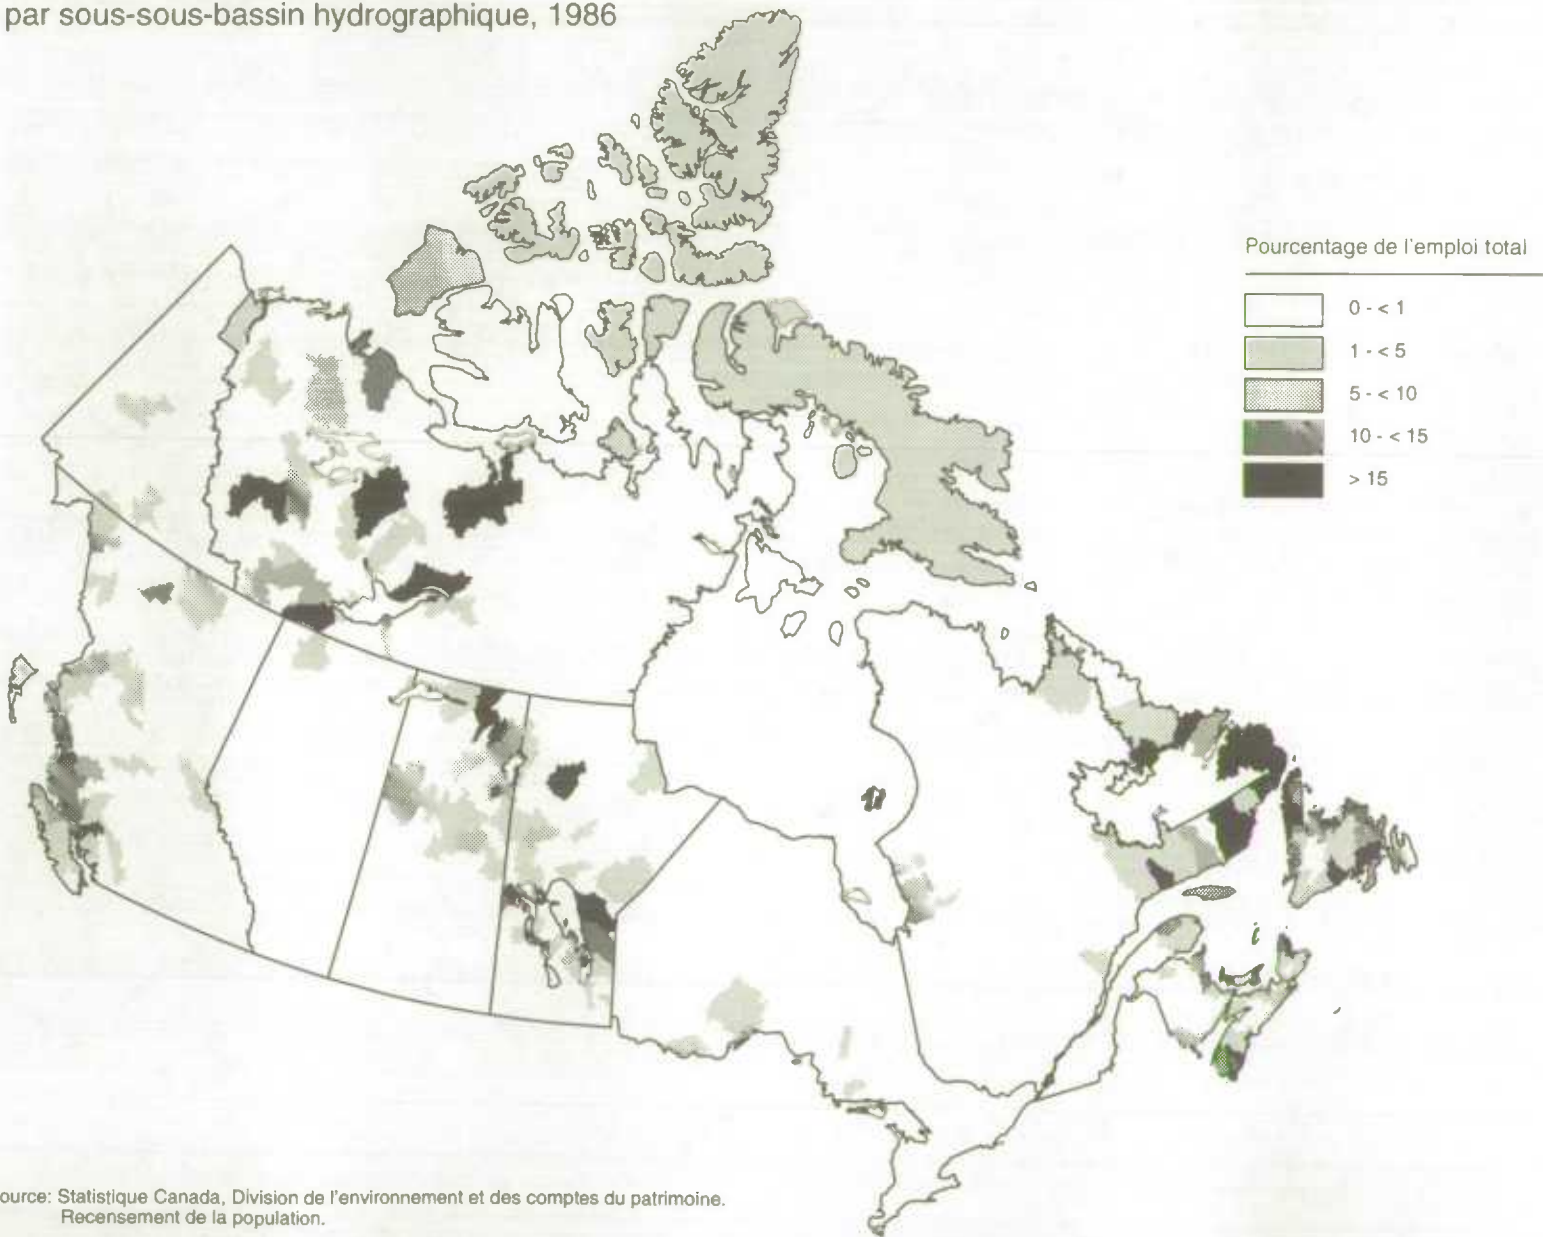 par sous-sous-bassin hydrographique, 1986
Pourcentage de l'emploi total
0 - < 1
1 - < 5
5 - < 10
10 - < 15
> 15
ource: Statistique Canada, Division de l'environnement et des comptes du patrimoine.
Recensement de la population.